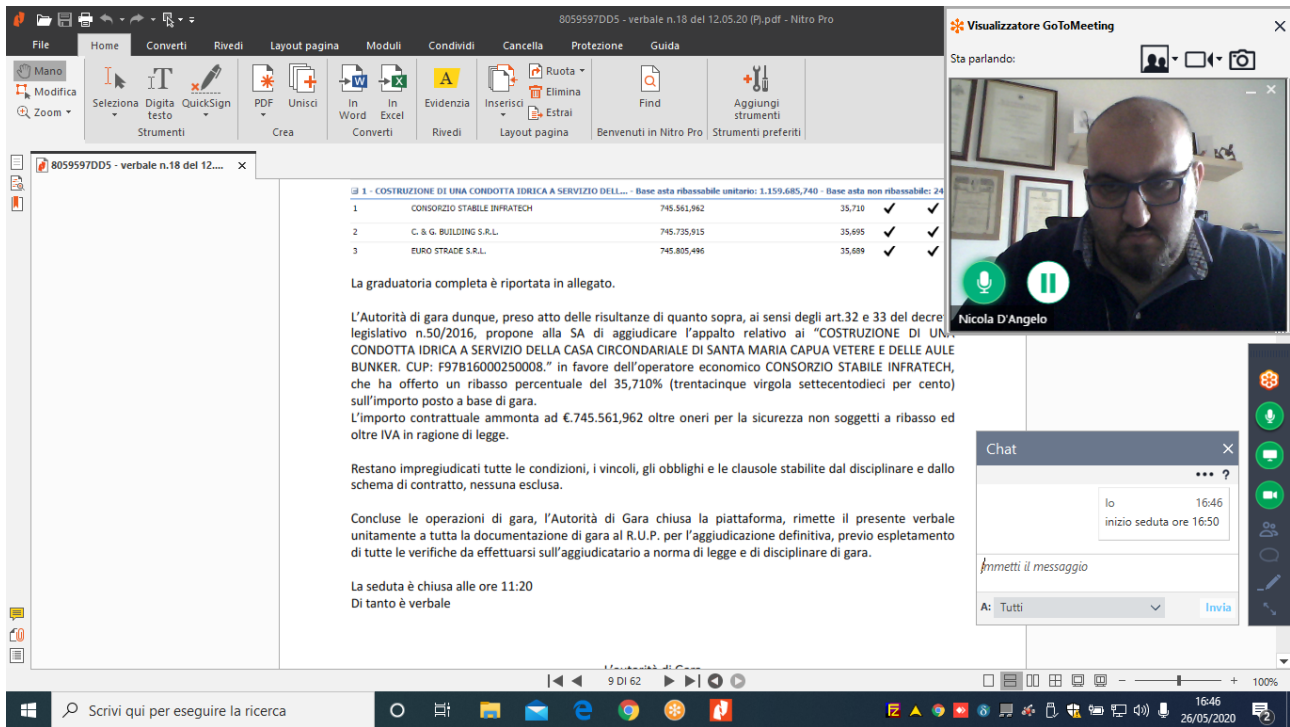 8059597DD5 - verbale n.18 del 12.05.20 (P).pdf - Nitro Pro
File Home Converti Rivedi Layout pagina Moduli Condividi Cancella Protezione Guida
Mano
Modifica
Zoom
Seleziona
Digita testo
QuickSign
Strumenti
PDF
Unisci
Crea
In Word
In Excel
Converti
Evidenzia
Rivedi
Inserisci
Ruota
Elimina
Estrai
Layout pagina
Find
Benvenuti in Nitro Pro
Aggiungi strumenti
Strumenti preferiti
8059597DD5 - verbale n.18 del 12....
1 - COSTRUZIONE DI UNA CONDOTTA IDRICA A SERVIZIO DELL... - Base asta ribassabile unitario: 1.159.685,740 - Base asta non ribassabile: 24
1 CONSORZIO STABILE INFRATECH 745.561,962 35,710
2 C. & G. BUILDING S.R.L. 745.735,915 35,695
3 EURO STRADE S.R.L. 745.805,496 35,689
La graduatoria completa è riportata in allegato.
L'Autorità di gara dunque, preso atto delle risultanze di quanto sopra, ai sensi degli art.32 e 33 del decret
legislativo n.50/2016, propone alla SA di aggiudicare l'appalto relativo ai "COSTRUZIONE DI UNA
CONDOTTA IDRICA A SERVIZIO DELLA CASA CIRCONDARIALE DI SANTA MARIA CAPUA VETERE E DELLE AULE
BUNKER. CUP: F97B16000250008." in favore dell'operatore economico CONSORZIO STABILE INFRATECH,
che ha offerto un ribasso percentuale del 35,710% (trentacinque virgola settecentodieci per cento)
sull'importo posto a base di gara.
L'importo contrattuale ammonta ad €.745.561,962 oltre oneri per la sicurezza non soggetti a ribasso ed
oltre IVA in ragione di legge.
Restano impregiudicati tutte le condizioni, i vincoli, gli obblighi e le clausole stabilite dal disciplinare e dallo
schema di contratto, nessuna esclusa.
Concluse le operazioni di gara, l'Autorità di Gara chiusa la piattaforma, rimette il presente verbale
unitamente a tutta la documentazione di gara al R.U.P. per l'aggiudicazione definitiva, previo espletamento
di tutte le verifiche da effettuarsi sull'aggiudicatario a norma di legge e di disciplinare di gara.
La seduta è chiusa alle ore 11:20
Di tanto è verbale
L'autorità di Gara
9 DI 62
100%
Visualizzatore GoToMeeting
Sta parlando:
Nicola D'Angelo
Chat
Io 16:46
inizio seduta ore 16:50
Immetti il messaggio
A: Tutti
Invia
Scrivi qui per eseguire la ricerca
16:46
26/05/2020